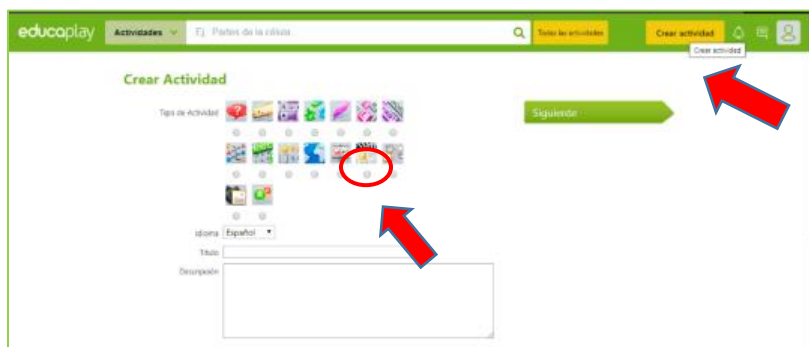 educaplay Actividades Ej. Partes de la célula Todas las actividades Crear actividad
Crear actividad
Crear Actividad
Tipo de Actividad
Siguiente
Idioma Español
Título
Descripción